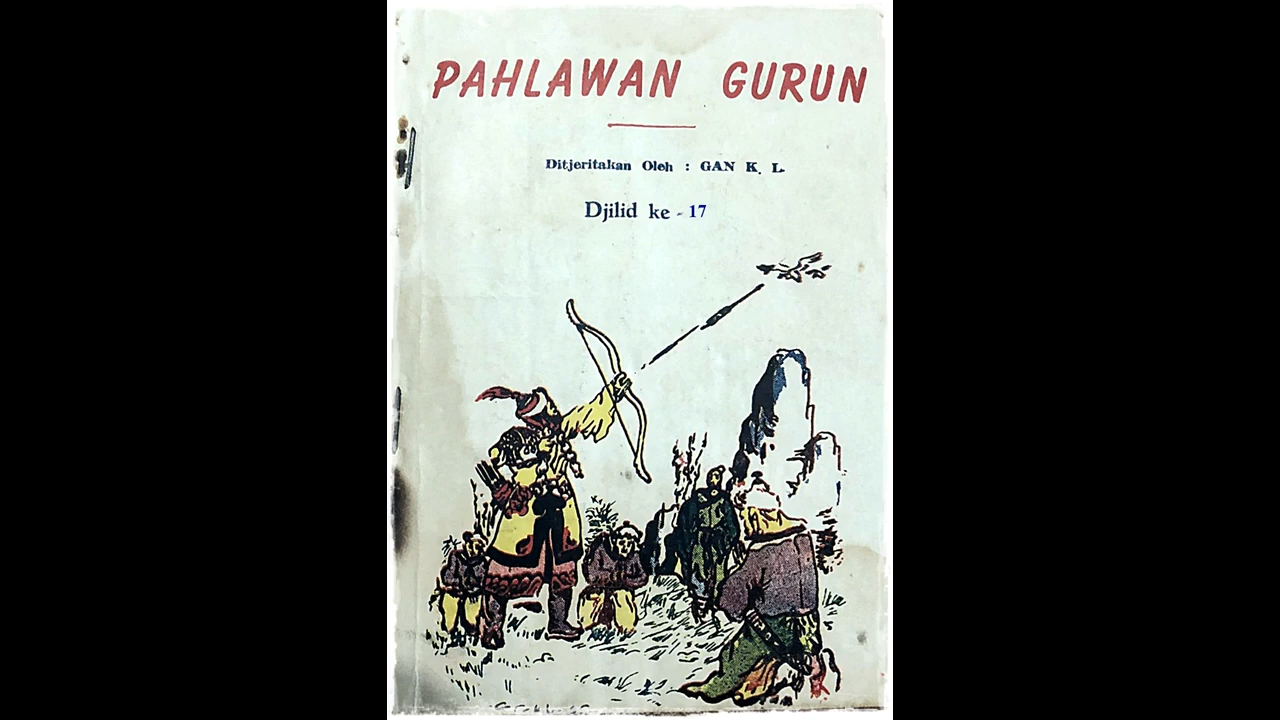 PAHLAWAN GURUN
Ditjeritakan Oleh : GAN K. L.
Djilid ke - 17